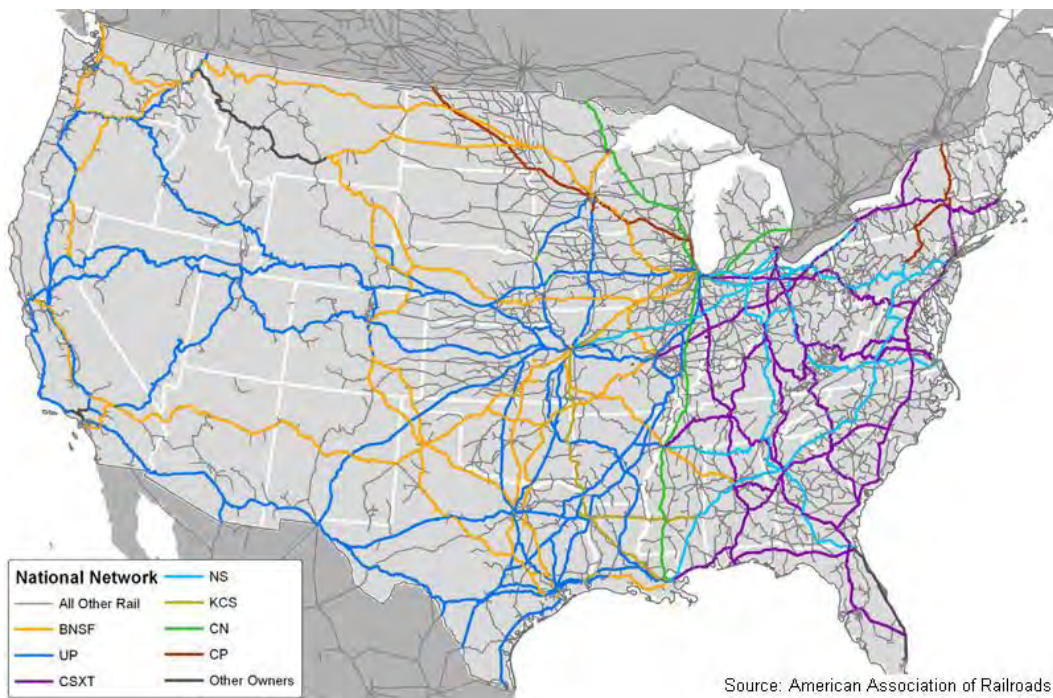 National Network
All Other Rail
BNSF
UP
CSXT
NS
KCS
CN
CP
Other Owners
Source: American Association of Railroads